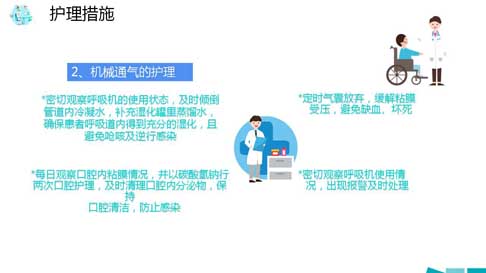 护理措施
2、机械通气的护理
*密切观察呼吸机的使用状态，及时倾倒
管道内冷凝水，补充湿化罐里蒸馏水，
确保患者呼吸道内得到充分的湿化，且
避免呛咳及逆行感染
*定时气囊放弃，缓解粘膜
受压，避免缺血、坏死
*每日观察口腔内粘膜情况，并以碳酸氢钠行
两次口腔护理，及时清理口腔内分泌物，保
持
口腔清洁，防止感染
*密切观察呼吸机使用情
况，出现报警及时处理